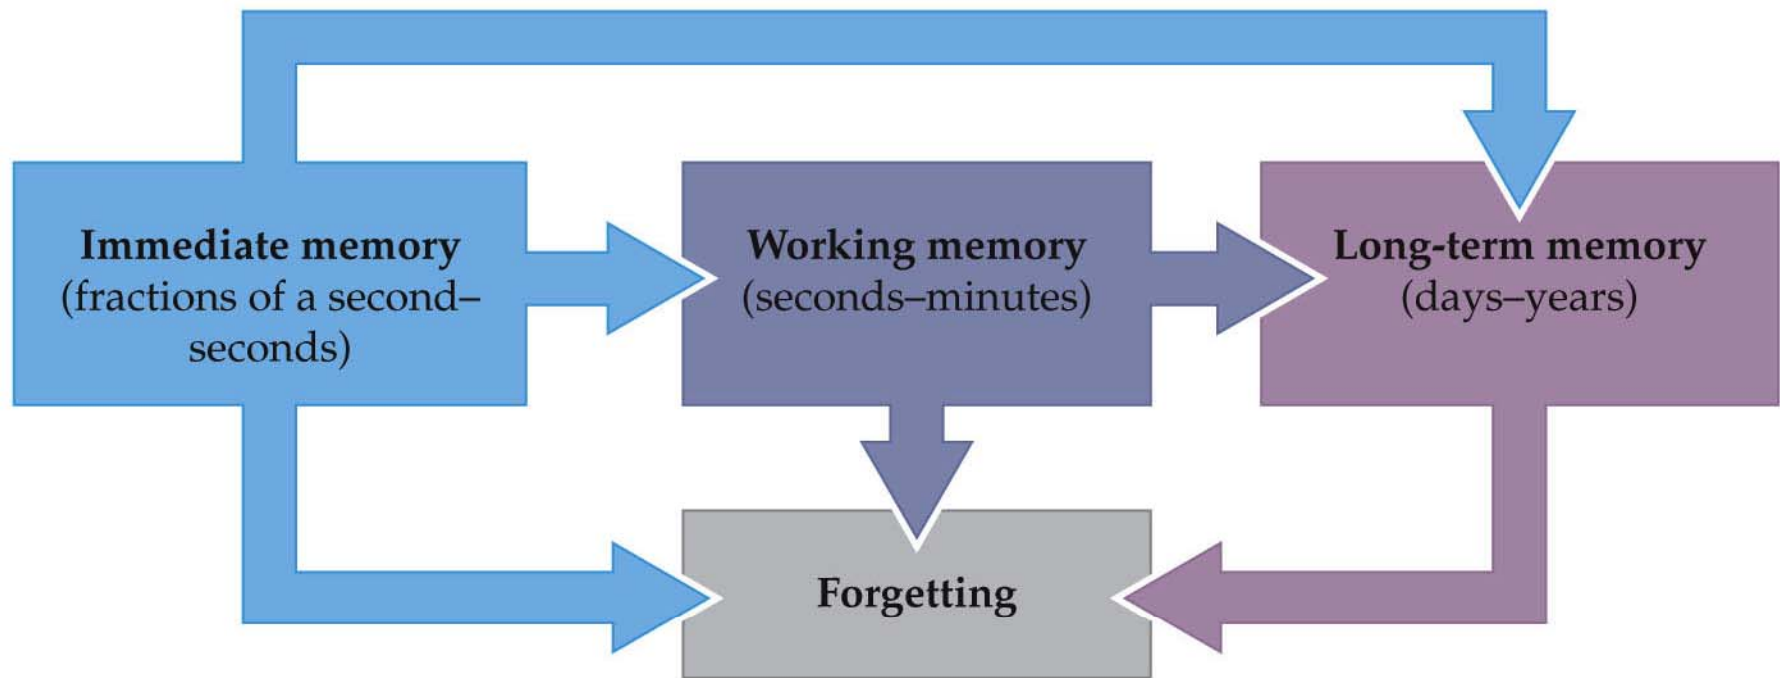 Immediate memory
(fractions of a second–
seconds)
Working memory
(seconds–minutes)
Long-term memory
(days–years)
Forgetting